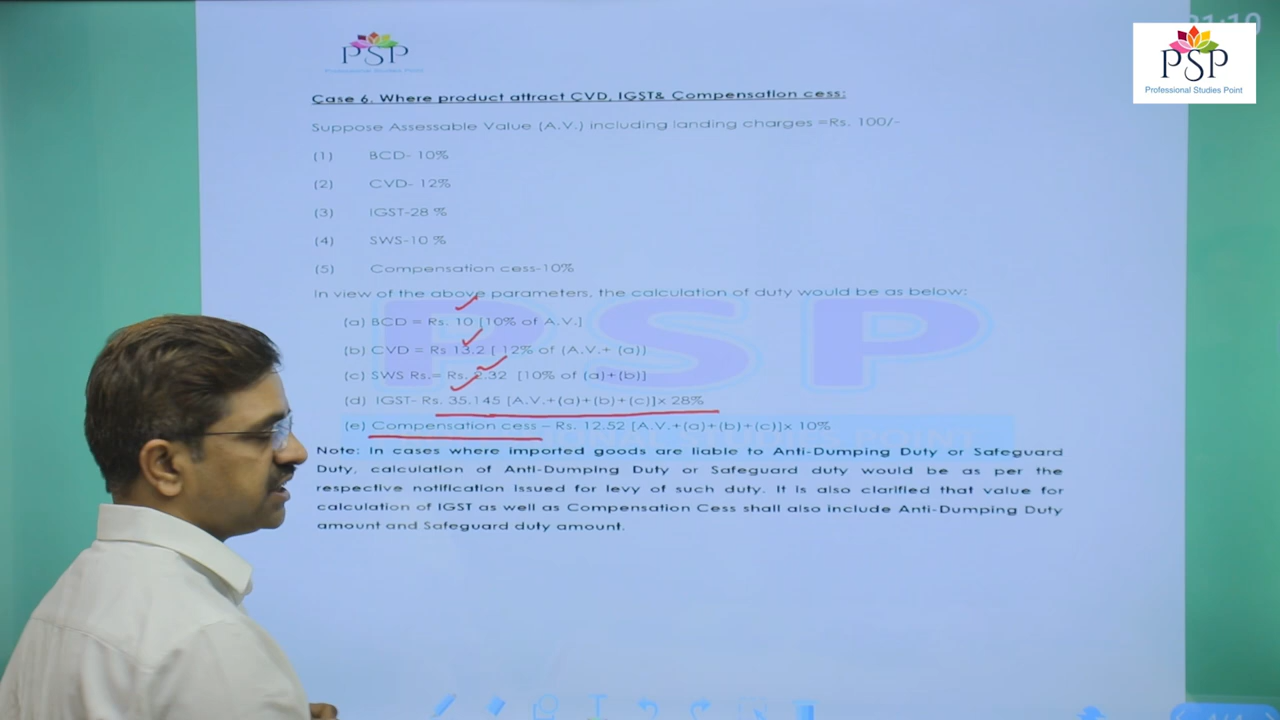 21:10
PSP
Professional Studies Point
PSP
Professional Studies Point
Case 6. Where product attract CVD, IGST& Compensation cess:
Suppose Assessable Value (A.V.) including landing charges =Rs. 100/-
(1) BCD- 10%
(2) CVD- 12%
(3) IGST-28 %
(4) SWS-10 %
(5) Compensation cess-10%
In view of the above parameters, the calculation of duty would be as below:
(a) BCD = Rs. 10 [10% of A.V.]
(b) CVD = Rs 13.2 [ 12% of (A.V.+ (a))
(c) SWS Rs.= Rs. 2.32 [10% of (a)+(b)]
(d) IGST- Rs. 35.145 [A.V.+(a)+(b)+(c)]x 28%
(e) Compensation cess – Rs. 12.52 [A.V.+(a)+(b)+(c)]x 10%
PSP
PROFESSIONAL STUDIES POINT
Note: In cases where imported goods are liable to Anti-Dumping Duty or Safeguard
Duty, calculation of Anti-Dumping Duty or Safeguard duty would be as per the
respective notification issued for levy of such duty. It is also clarified that value for
calculation of IGST as well as Compensation Cess shall also include Anti-Dumping Duty
amount and Safeguard duty amount.